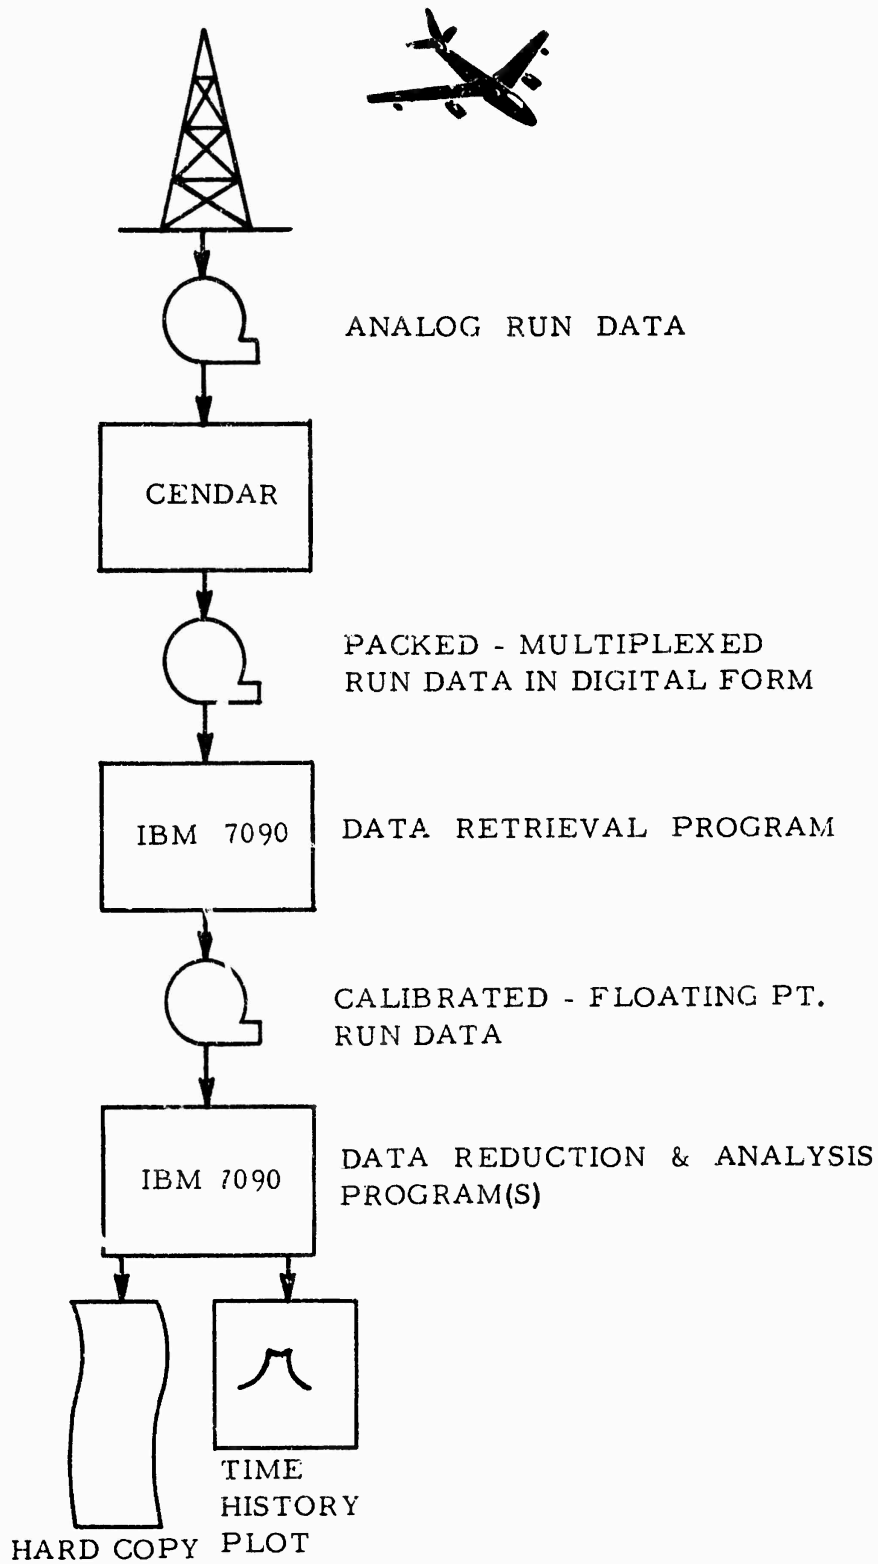 ANALOG RUN DATA
CENDAR
PACKED - MULTIPLEXED
RUN DATA IN DIGITAL FORM
IBM 7090
DATA RETRIEVAL PROGRAM
CALIBRATED - FLOATING PT.
RUN DATA
IBM 7090
DATA REDUCTION & ANALYSIS
PROGRAM(S)
TIME
HISTORY
PLOT
HARD COPY